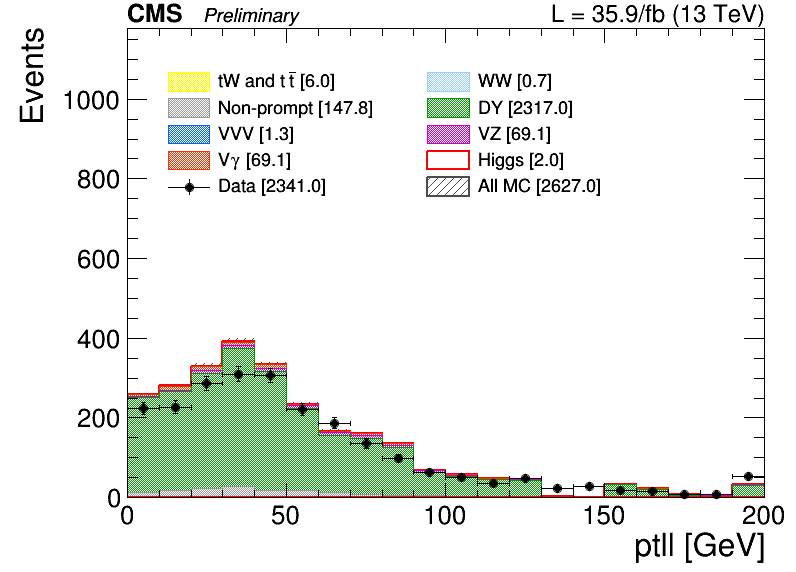 CMS Preliminary L = 35.9/fb (13 TeV)
Events
tW and t t̅ [6.0] WW [0.7]
Non-prompt [147.8] DY [2317.0]
VVV [1.3] VZ [69.1]
Vγ [69.1] Higgs [2.0]
Data [2341.0] All MC [2627.0]
1000
800
600
400
200
0
0 50 100 150 200
ptll [GeV]